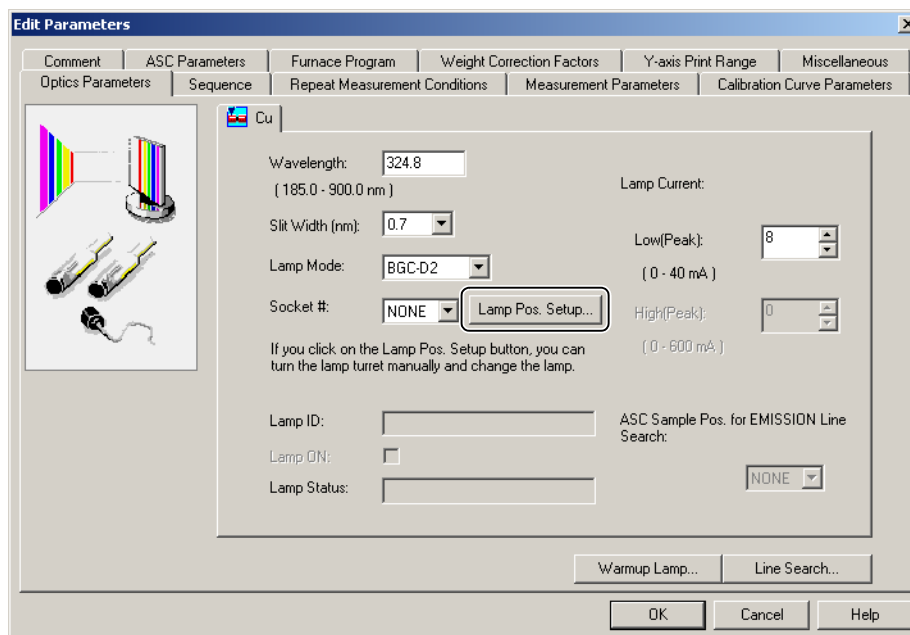 Edit Parameters
Comment
ASC Parameters
Furnace Program
Weight Correction Factors
Y-axis Print Range
Miscellaneous
Optics Parameters
Sequence
Repeat Measurement Conditions
Measurement Parameters
Calibration Curve Parameters
Cu
Wavelength: 324.8
( 185.0 - 900.0 nm )
Slit Width (nm): 0.7
Lamp Mode: BGC-D2
Socket #: NONE Lamp Pos. Setup...
If you click on the Lamp Pos. Setup button, you can
turn the lamp turret manually and change the lamp.
Lamp ID:
Lamp ON:
Lamp Status:
Lamp Current:
Low(Peak): 8
( 0 - 40 mA )
High(Peak): 0
( 0 - 600 mA )
ASC Sample Pos. for EMISSION Line
Search:
NONE
Warmup Lamp...
Line Search...
OK
Cancel
Help